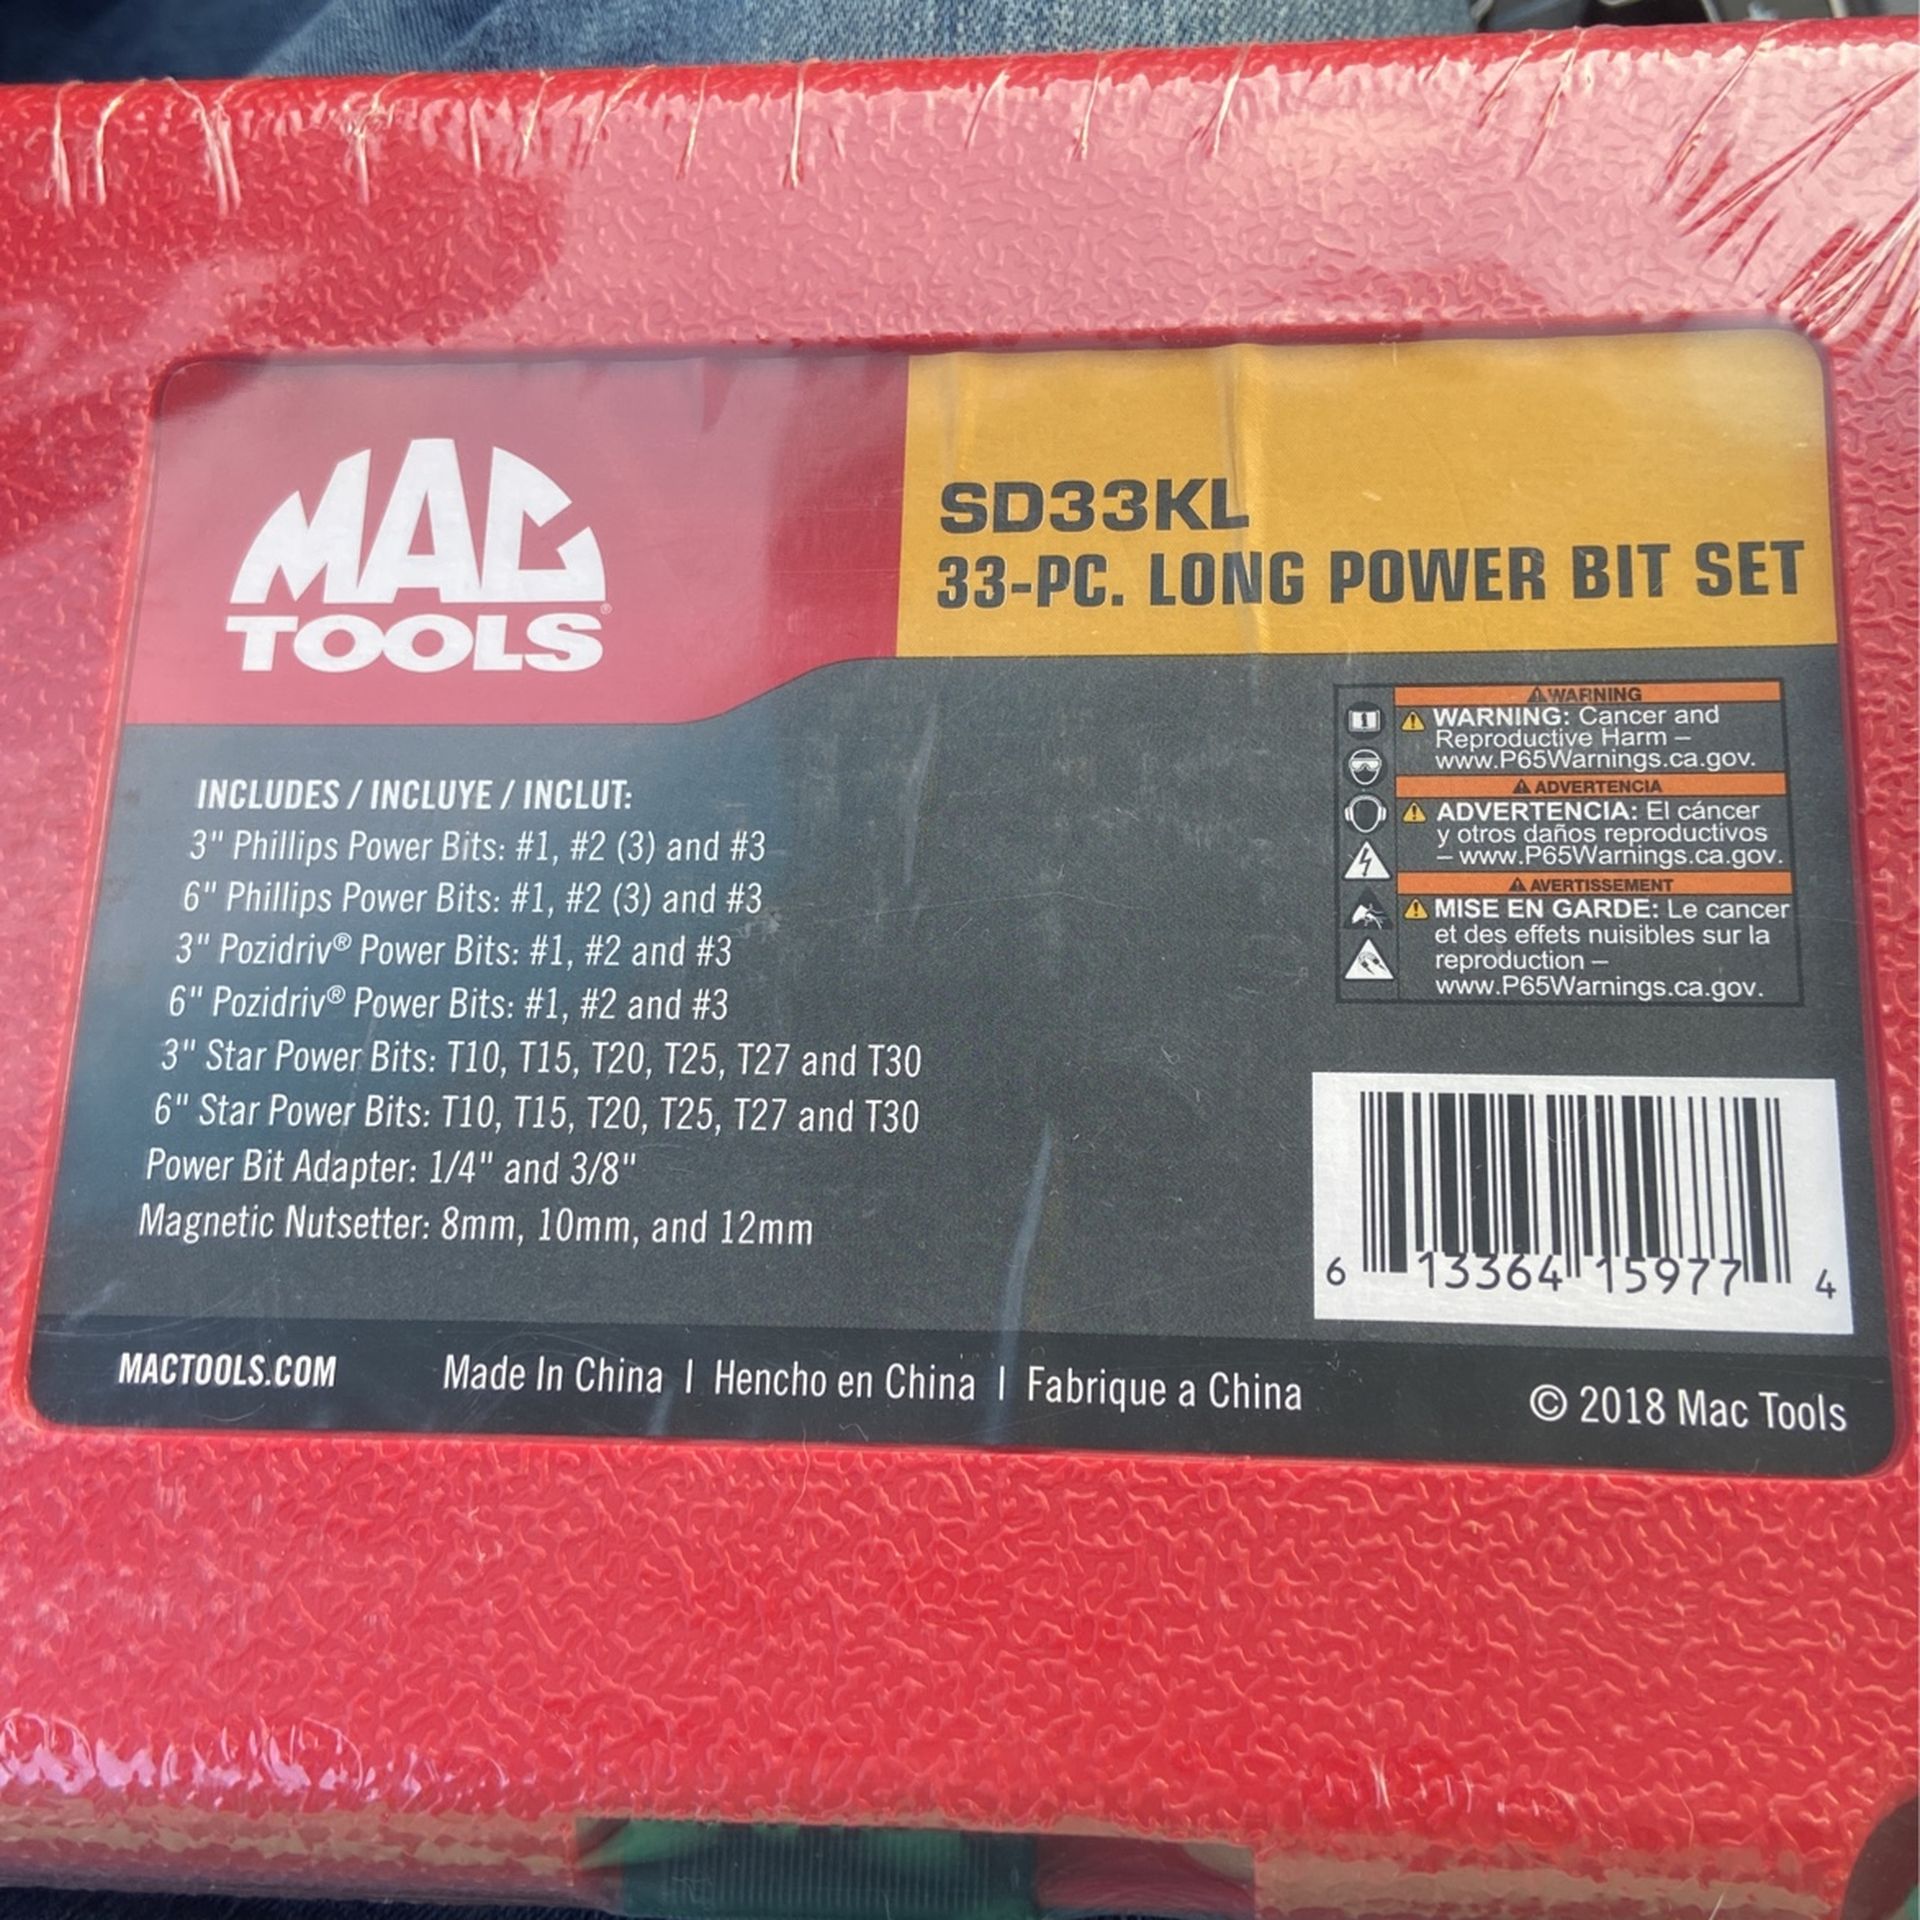 MAC
TOOLS®
SD33KL
33-PC. LONG POWER BIT SET
INCLUDES / INCLUYE / INCLUT:
3" Phillips Power Bits: #1, #2 (3) and #3
6" Phillips Power Bits: #1, #2 (3) and #3
3" Pozidriv® Power Bits: #1, #2 and #3
6" Pozidriv® Power Bits: #1, #2 and #3
3" Star Power Bits: T10, T15, T20, T25, T27 and T30
6" Star Power Bits: T10, T15, T20, T25, T27 and T30
Power Bit Adapter: 1/4" and 3/8"
Magnetic Nutsetter: 8mm, 10mm, and 12mm
WARNING
WARNING: Cancer and
Reproductive Harm –
www.P65Warnings.ca.gov.
ADVERTENCIA
ADVERTENCIA: El cáncer
y otros daños reproductivos
– www.P65Warnings.ca.gov.
AVERTISSEMENT
MISE EN GARDE: Le cancer
et des effets nuisibles sur la
reproduction –
www.P65Warnings.ca.gov.
6 13364 15977 4
MACTOOLS.COM
Made In China I Hencho en China I Fabrique a China
© 2018 Mac Tools